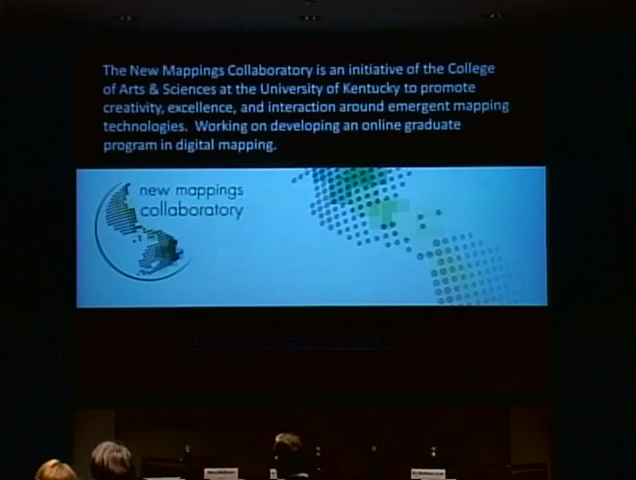 The New Mappings Collaboratory is an initiative of the College
of Arts & Sciences at the University of Kentucky to promote
creativity, excellence, and interaction around emergent mapping
technologies.  Working on developing an online graduate
program in digital mapping.
new mappings
collaboratory